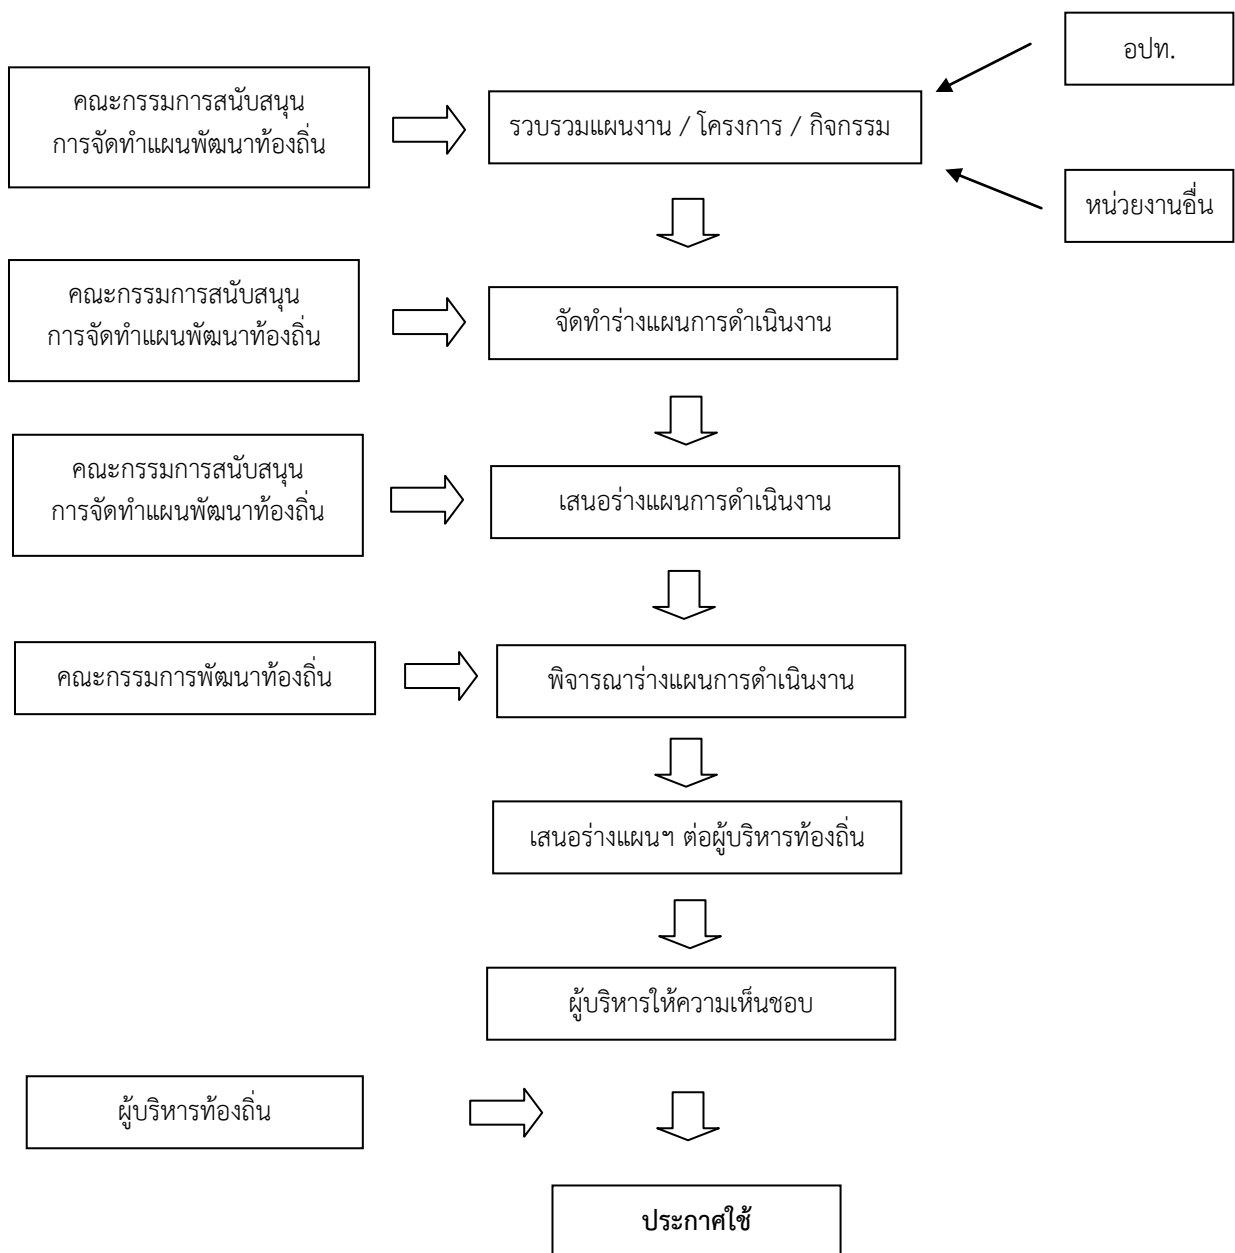 อปท.
คณะกรรมการสนับสนุน
การจัดทำแผนพัฒนาท้องถิ่น
รวบรวมแผนงาน / โครงการ / กิจกรรม
หน่วยงานอื่น
คณะกรรมการสนับสนุน
การจัดทำแผนพัฒนาท้องถิ่น
จัดทำร่างแผนการดำเนินงาน
คณะกรรมการสนับสนุน
การจัดทำแผนพัฒนาท้องถิ่น
เสนอร่างแผนการดำเนินงาน
คณะกรรมการพัฒนาท้องถิ่น
พิจารณาร่างแผนการดำเนินงาน
เสนอร่างแผนฯ ต่อผู้บริหารท้องถิ่น
ผู้บริหารให้ความเห็นชอบ
ผู้บริหารท้องถิ่น
ประกาศใช้